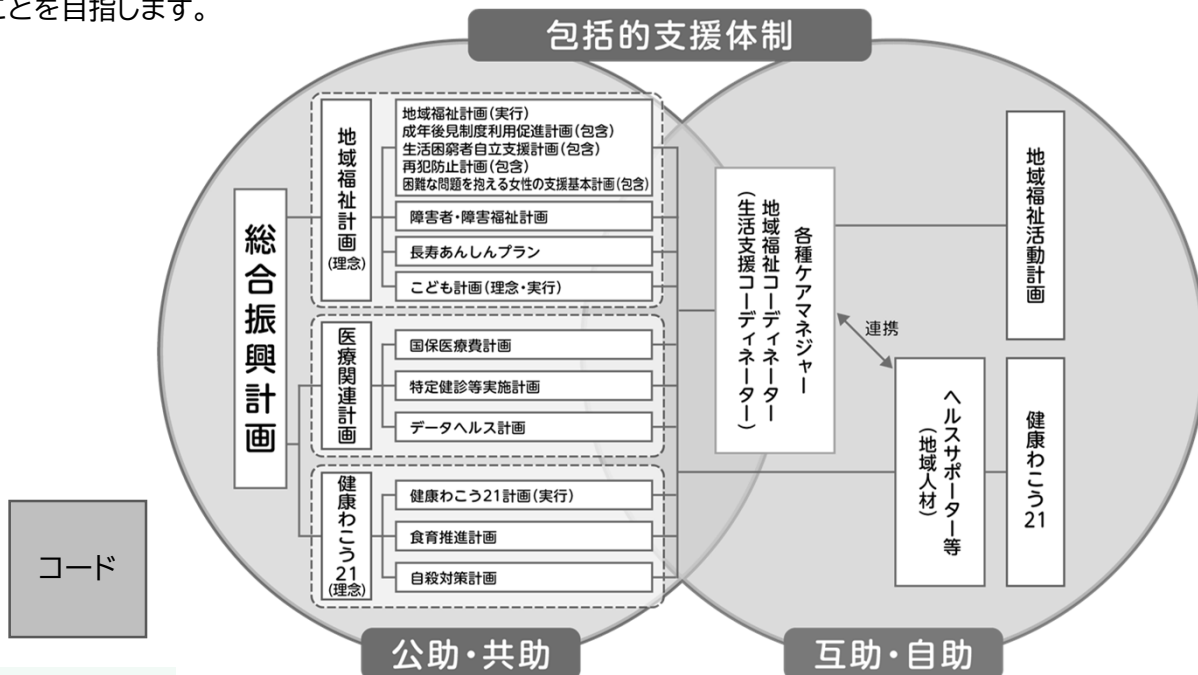 ことを目指します。
包括的支援体制
総合振興計画
地域福祉計画
(理念)
地域福祉計画(実行)
成年後見制度利用促進計画(包含)
生活困窮者自立支援計画(包含)
再犯防止計画(包含)
困難な問題を抱える女性の支援基本計画(包含)
障害者・障害福祉計画
長寿あんしんプラン
こども計画(理念・実行)
医療関連計画
国保医療費計画
特定健診等実施計画
データヘルス計画
健康わこう21
(理念)
健康わこう21計画(実行)
食育推進計画
自殺対策計画
各種ケアマネジャー
地域福祉コーディネーター
(生活支援コーディネーター)
連携
ヘルスサポーター等
(地域人材)
地域福祉活動計画
健康わこう21
コード
公助・共助
互助・自助